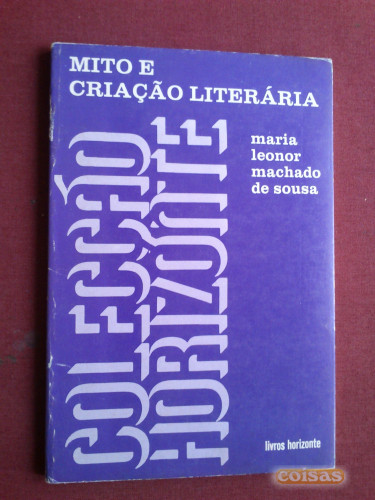 MITO E
CRIAÇÃO LITERÁRIA
maria
leonor
machado
de sousa
COLECÇÃO
HORIZONTE
livros horizonte
coisas